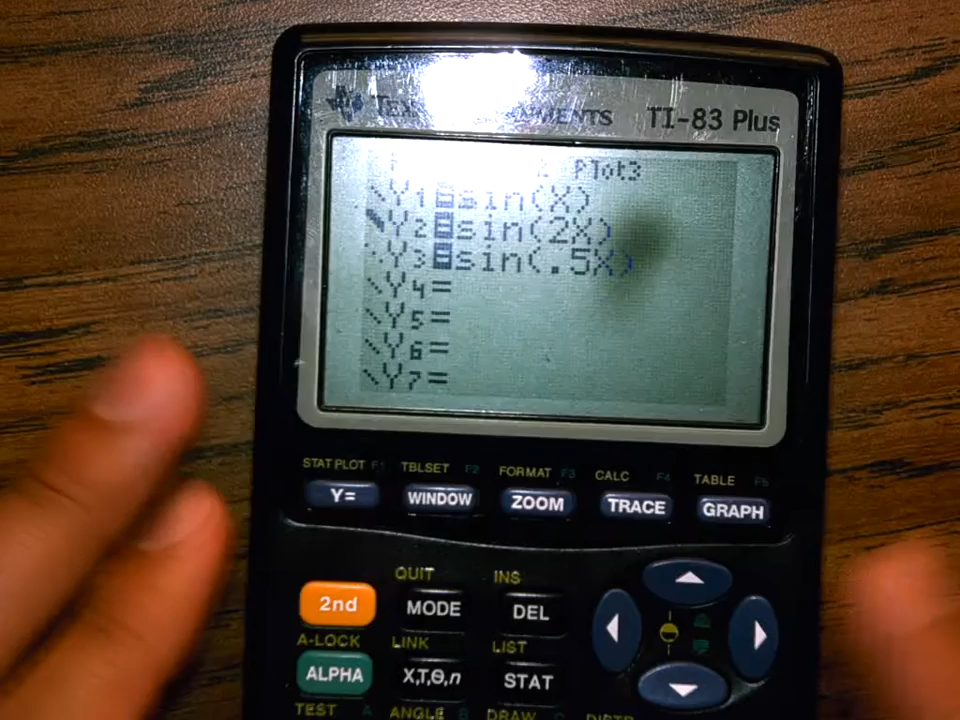 TI-83 Plus
Plot3
\Y1=sin(X)
\Y2=sin(2X)
\Y3=sin(.5X)
\Y4=
\Y5=
\Y6=
\Y7=
STAT PLOT F1 TBLSET F2 FORMAT F3 CALC F4 TABLE F5
Y= WINDOW ZOOM TRACE GRAPH
QUIT INS
2nd MODE DEL
A-LOCK LINK LIST
ALPHA X,T,Θ,n STAT
TEST A ANGLE B DRAW C DISTR